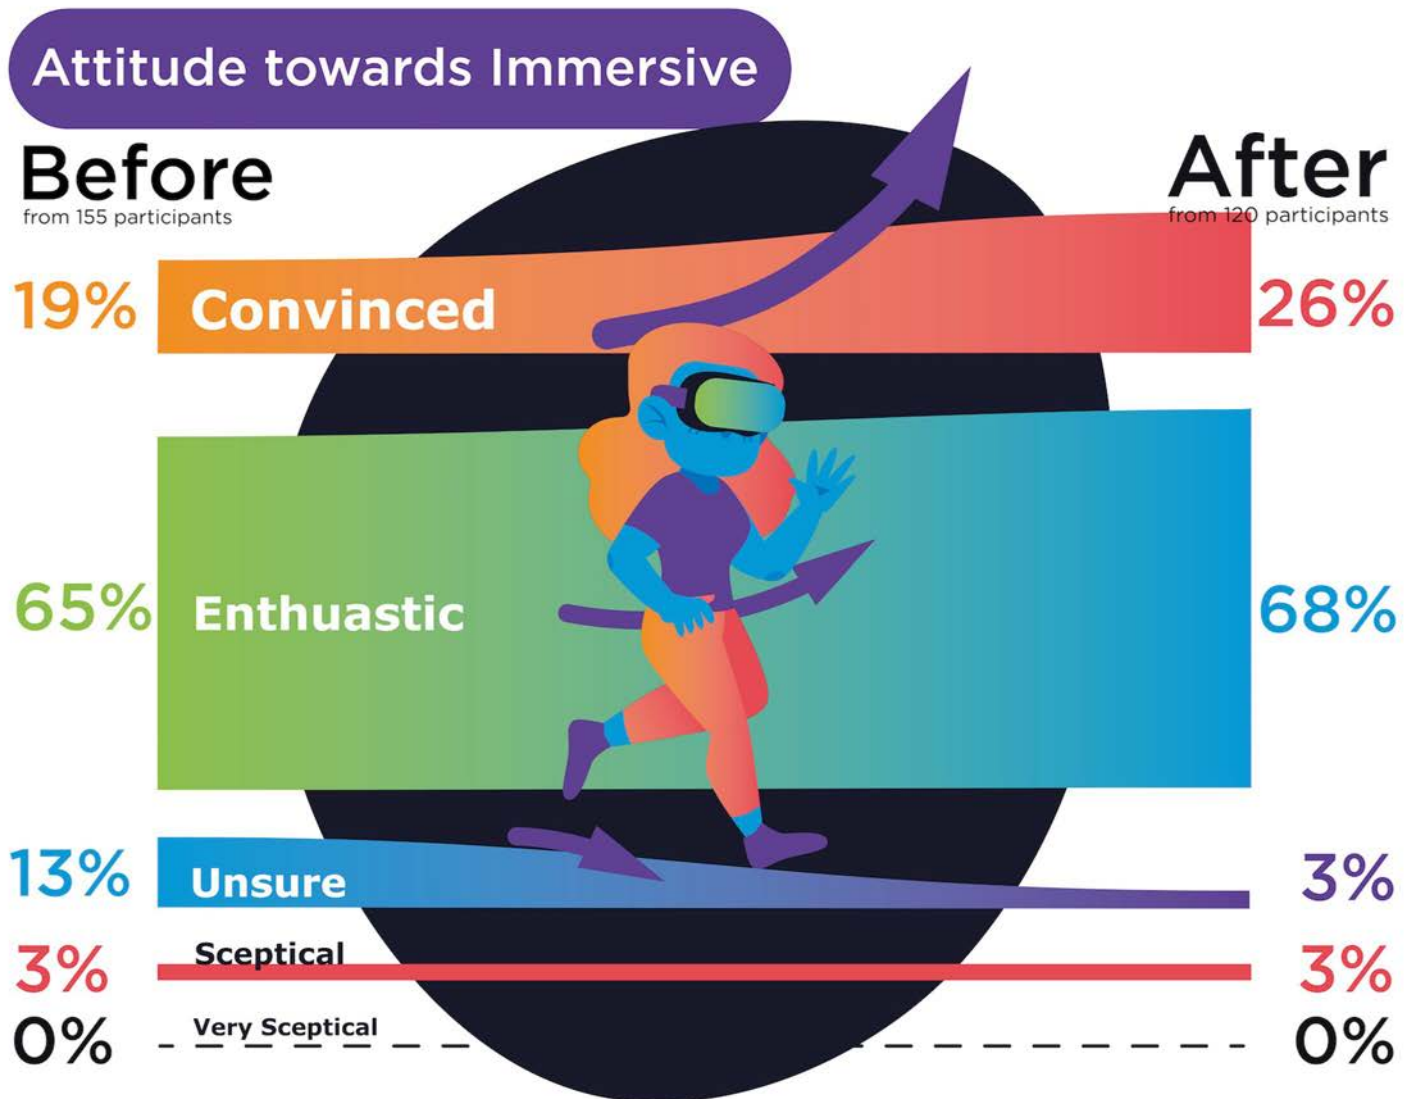 Attitude towards Immersive
Before
from 155 participants
After
from 120 participants
19%
Convinced
26%
65%
Enthuastic
68%
13%
Unsure
3%
Sceptical
3%
3%
Very Sceptical
0%
0%